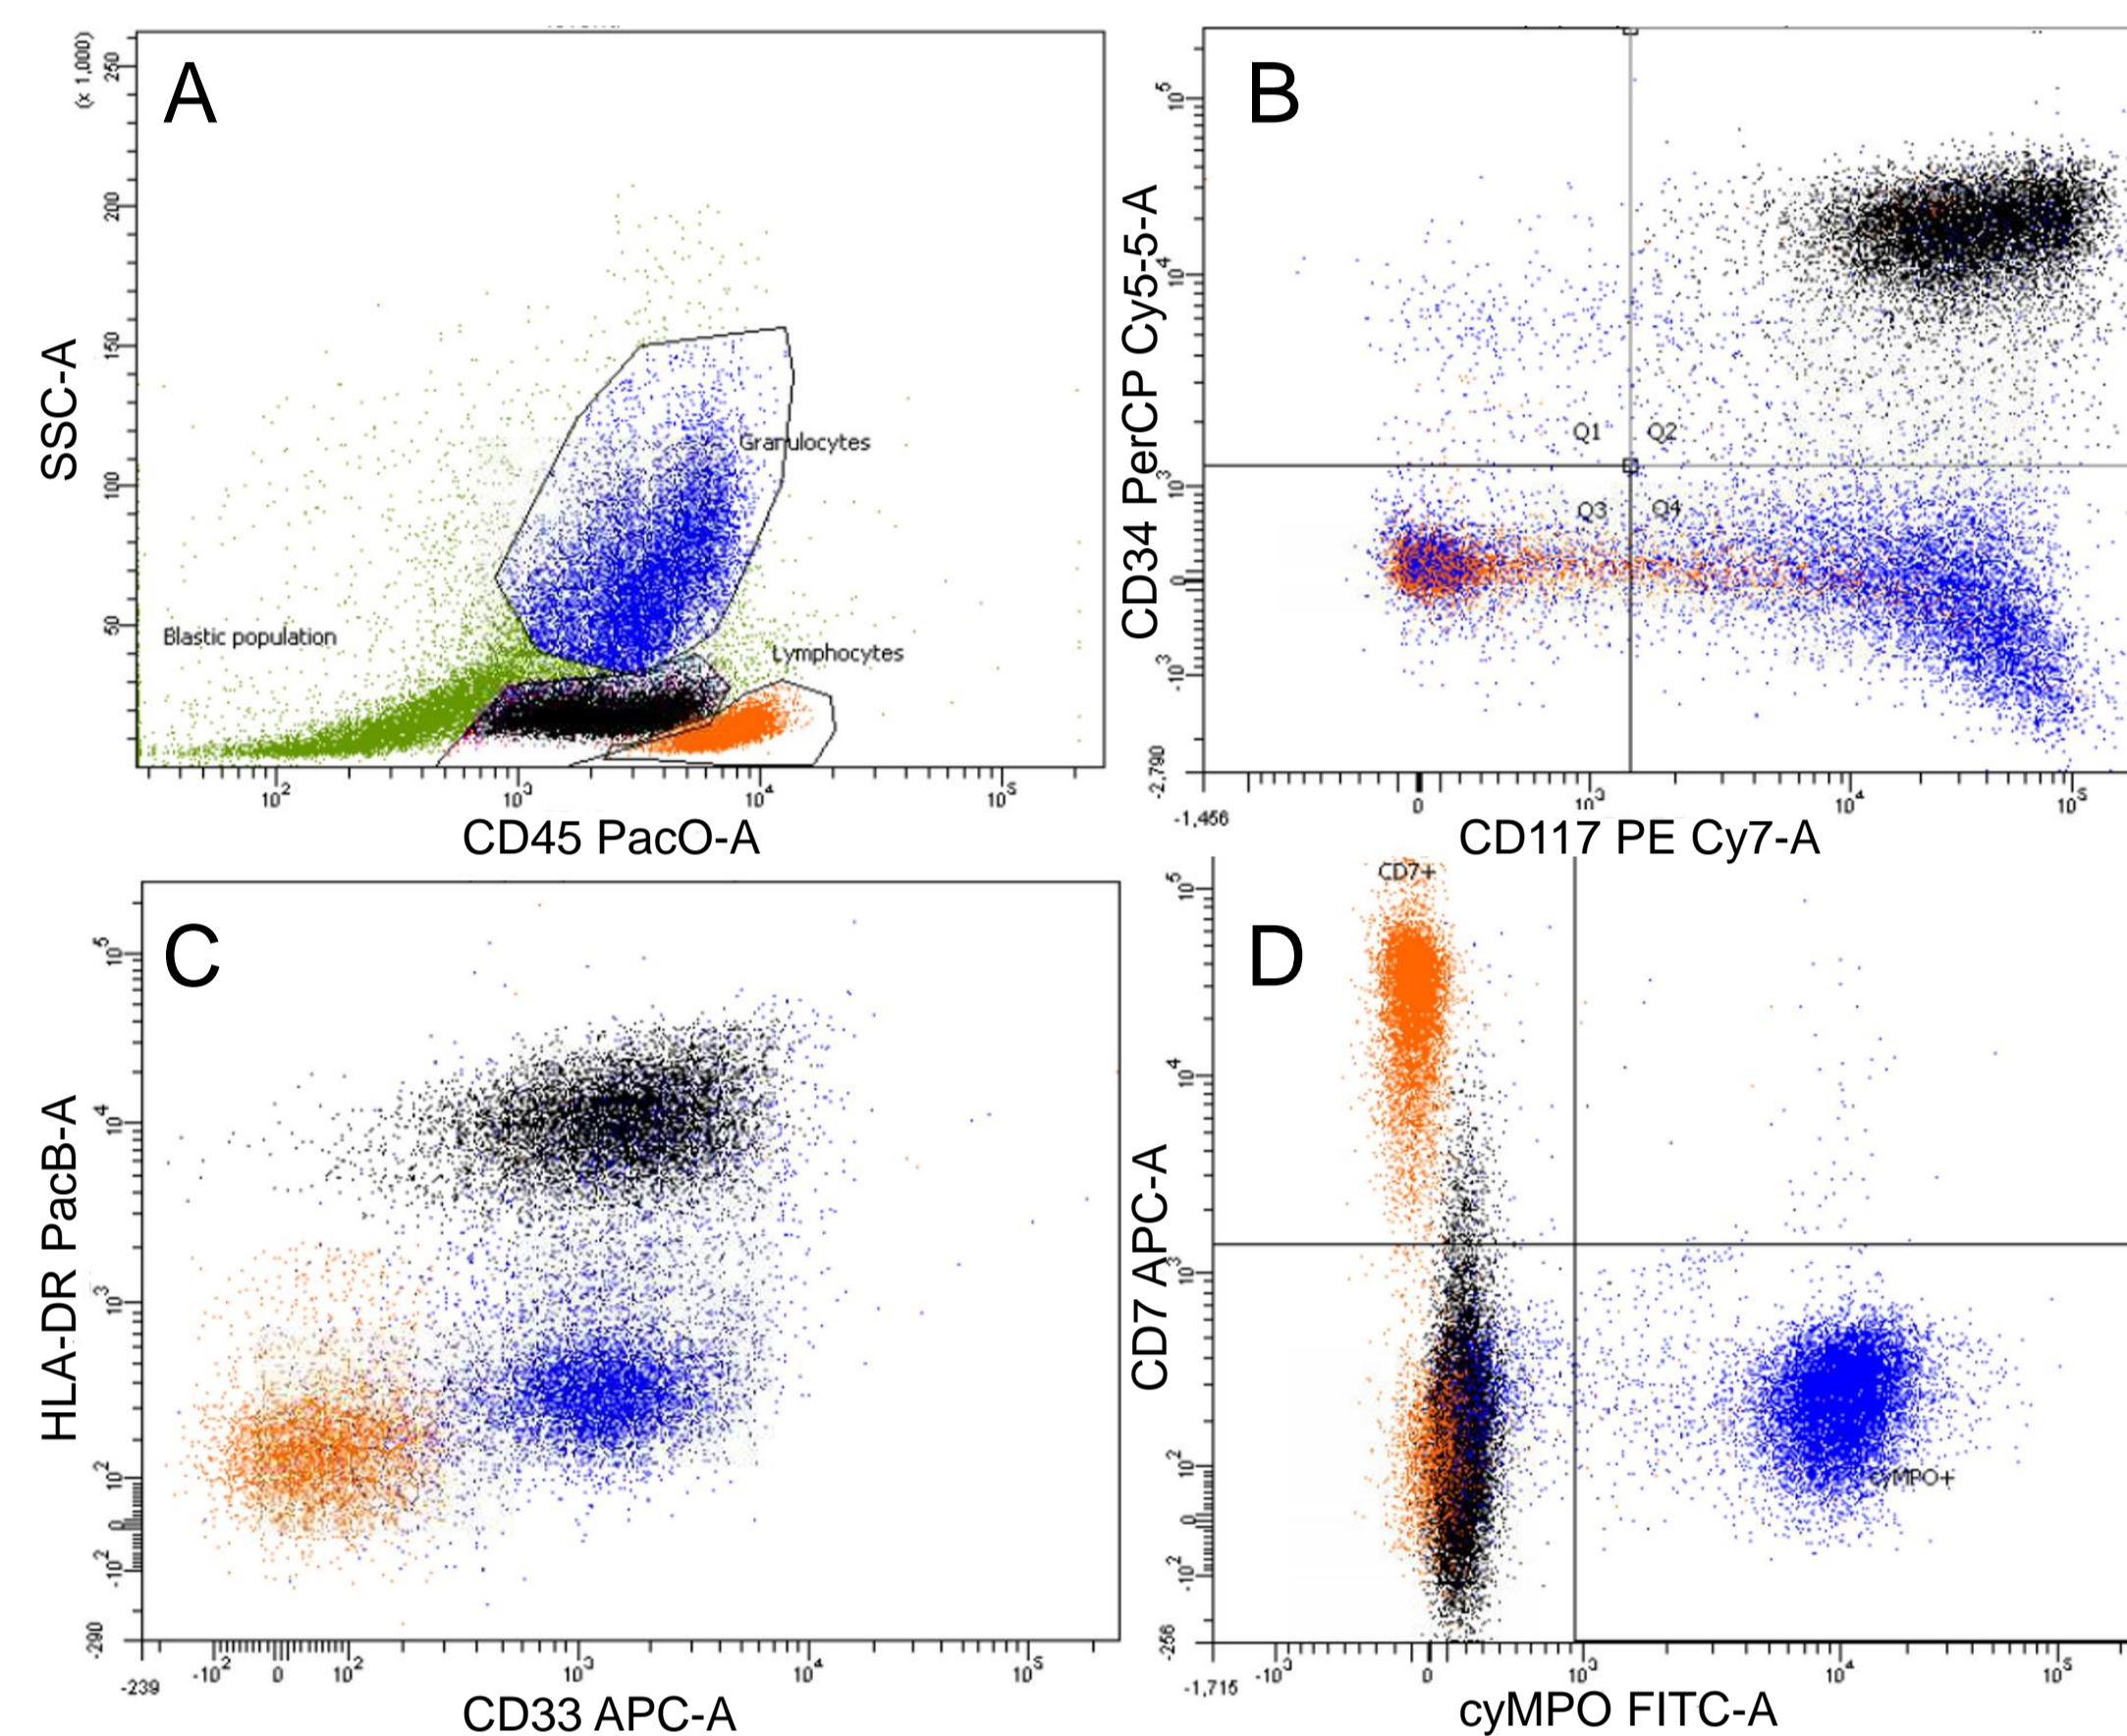 A
(x 1,000)
250
200
150
100
50
SSC-A
Granulocytes
Blastic population
Lymphocytes
10²
10³
10⁴
10⁵
CD45 PacO-A
B
10⁵
10⁴
10³
0
-10³
-2,790
CD34 PerCP Cy5-5-A
Q1
Q2
Q3
Q4
-1,456
0
10³
10⁴
10⁵
CD117 PE Cy7-A
C
10⁵
10⁴
10³
10²
0
-10²
-290
HLA-DR PacB-A
-239
-10²
0
10²
10³
10⁴
10⁵
CD33 APC-A
D
CD7+
10⁵
10⁴
10³
10²
0
-10²
-256
CD7 APC-A
cyMPO+
-1,715
-10³
0
10³
10⁴
10⁵
cyMPO FITC-A